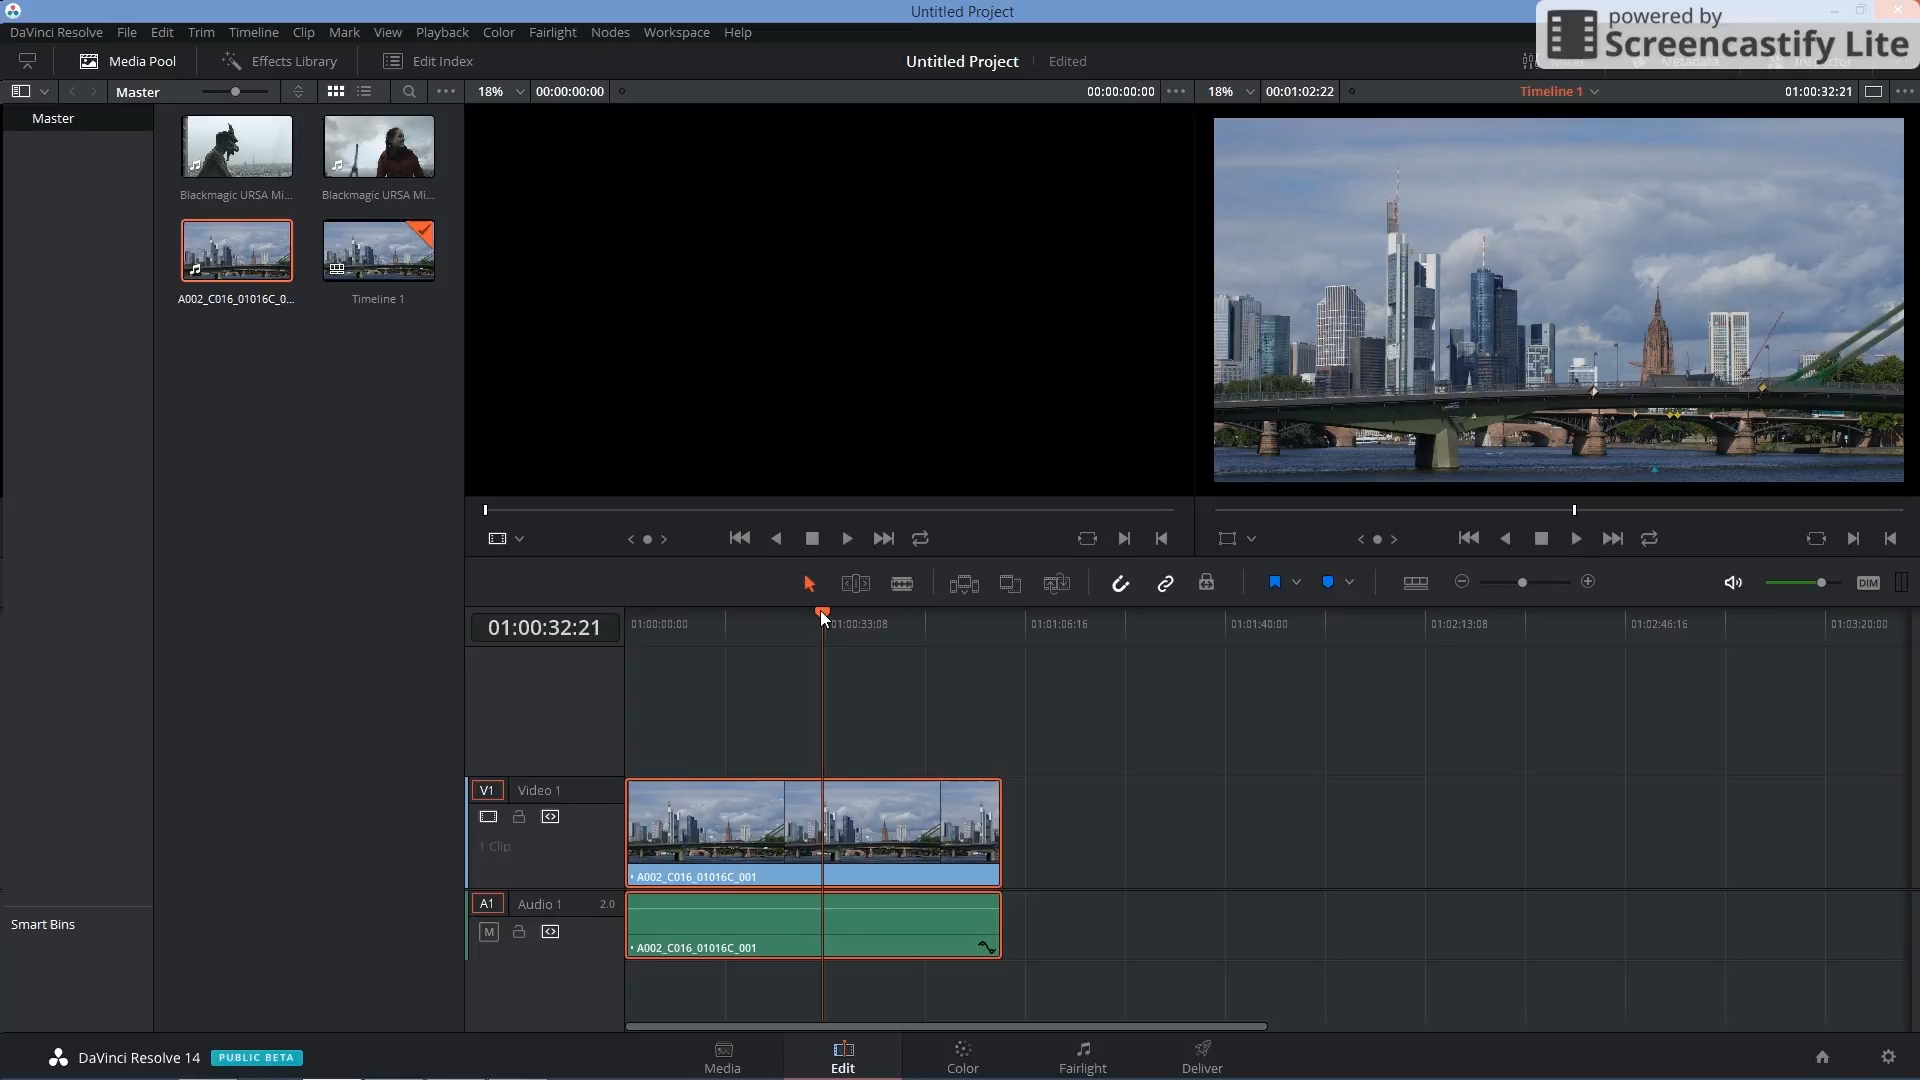 Untitled Project
powered by
Screencastify Lite
DaVinci Resolve File Edit Trim Timeline Clip Mark View Playback Color Fairlight Nodes Workspace Help
Media Pool Effects Library Edit Index Untitled Project Edited
Master 18% 00:00:00:00 00:00:00:00 18% 00:01:02:22 Timeline 1 01:00:32:21
Master
Blackmagic URSA Mi... Blackmagic URSA Mi...
A002_C016_01016C_0... Timeline 1
DIM
01:00:32:21 01:00:00:00 01:00:33:08 01:01:06:16 01:01:40:00 01:02:13:08 01:02:46:16 01:03:20:00
V1 Video 1
1 Clip
• A002_C016_01016C_001
A1 Audio 1 2.0
M
• A002_C016_01016C_001
Smart Bins
DaVinci Resolve 14 PUBLIC BETA
Media Edit Color Fairlight Deliver